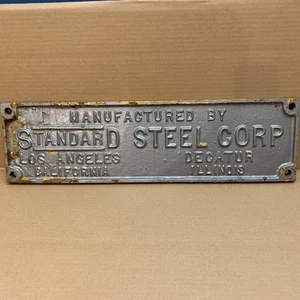 MANUFACTURED BY
STANDARD STEEL CORP
LOS ANGELES DECATUR
CALIFORNIA ILLINOIS